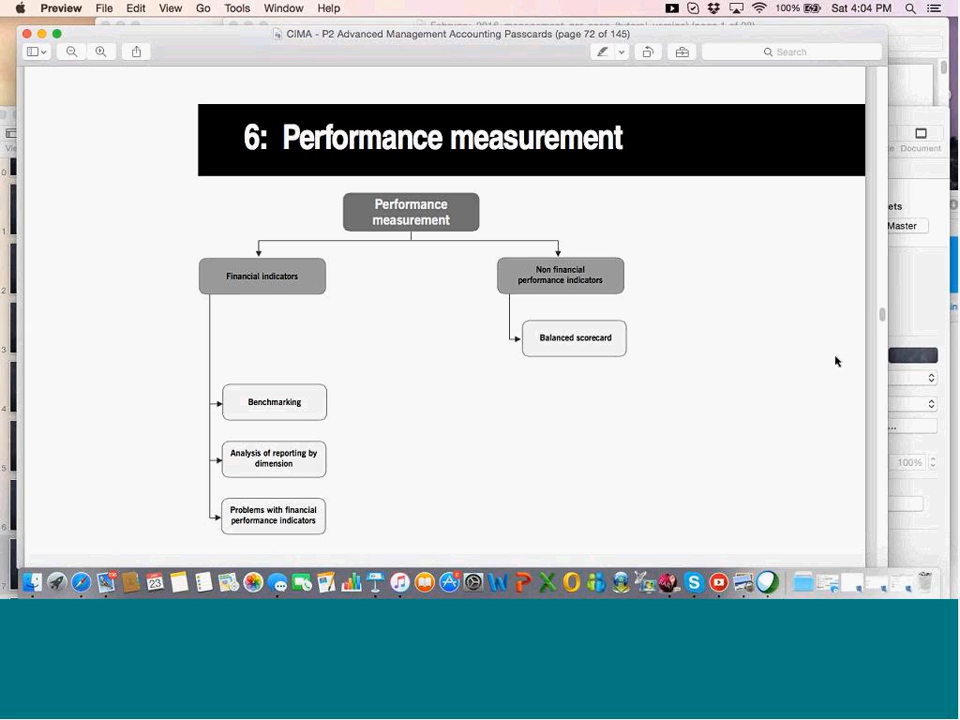 Preview File Edit View Go Tools Window Help 100% Sat 4:04 PM
CIMA - P2 Advanced Management Accounting Passcards (page 72 of 145)
Search
Document
6: Performance measurement
Master
Performance
measurement
Financial indicators
Non financial
performance indicators
Balanced scorecard
Benchmarking
Analysis of reporting by
dimension
100%
Problems with financial
performance indicators
23